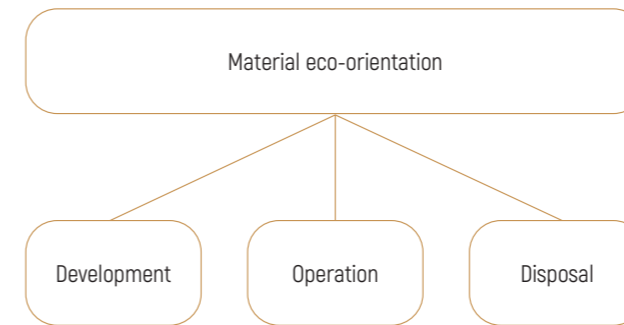 Material eco-orientation
Development
Operation
Disposal